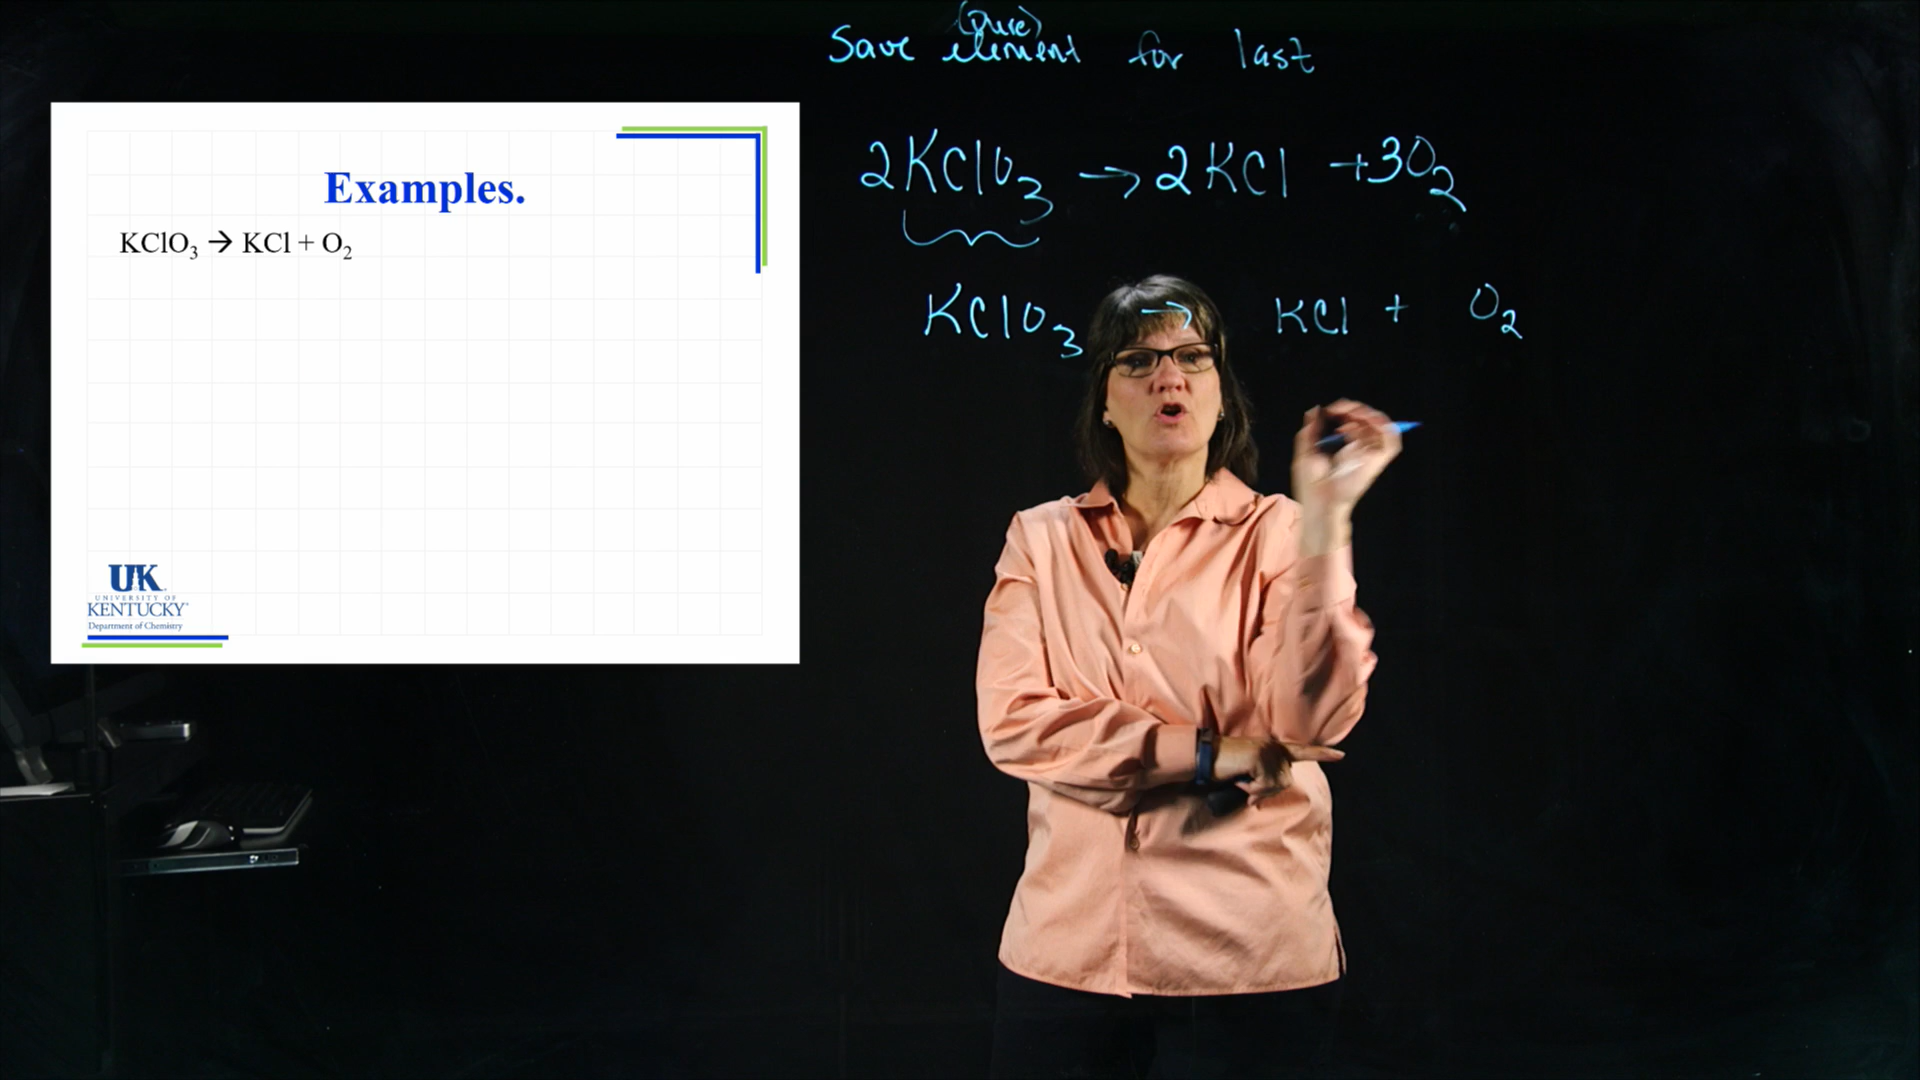 (pure)
Save element for last
2KClO₃ → 2KCl + 3O₂
KClO₃ → KCl + O₂
Examples.
KClO₃ → KCl + O₂
UK
UNIVERSITY OF
KENTUCKY
Department of Chemistry